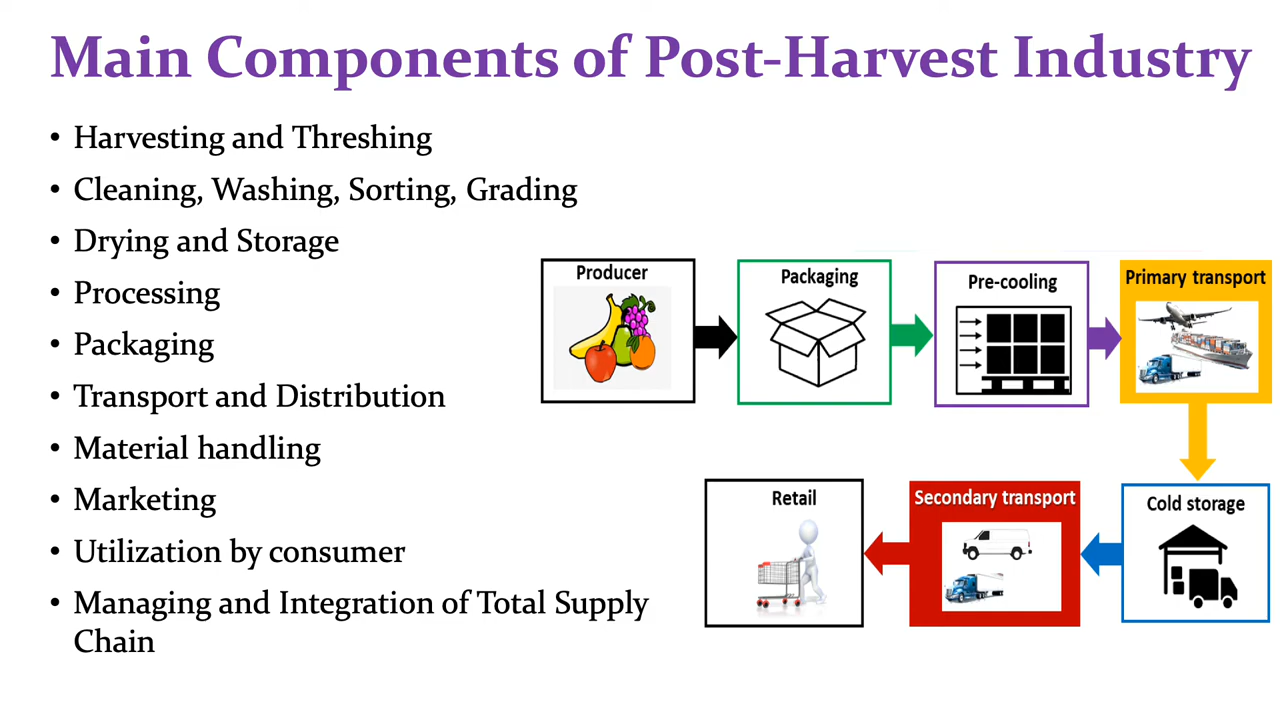 Main Components of Post-Harvest Industry
• Harvesting and Threshing
• Cleaning, Washing, Sorting, Grading
• Drying and Storage
• Processing
• Packaging
• Transport and Distribution
• Material handling
• Marketing
• Utilization by consumer
• Managing and Integration of Total Supply
Chain
Producer
Packaging
Pre-cooling
Primary transport
Cold storage
Secondary transport
Retail